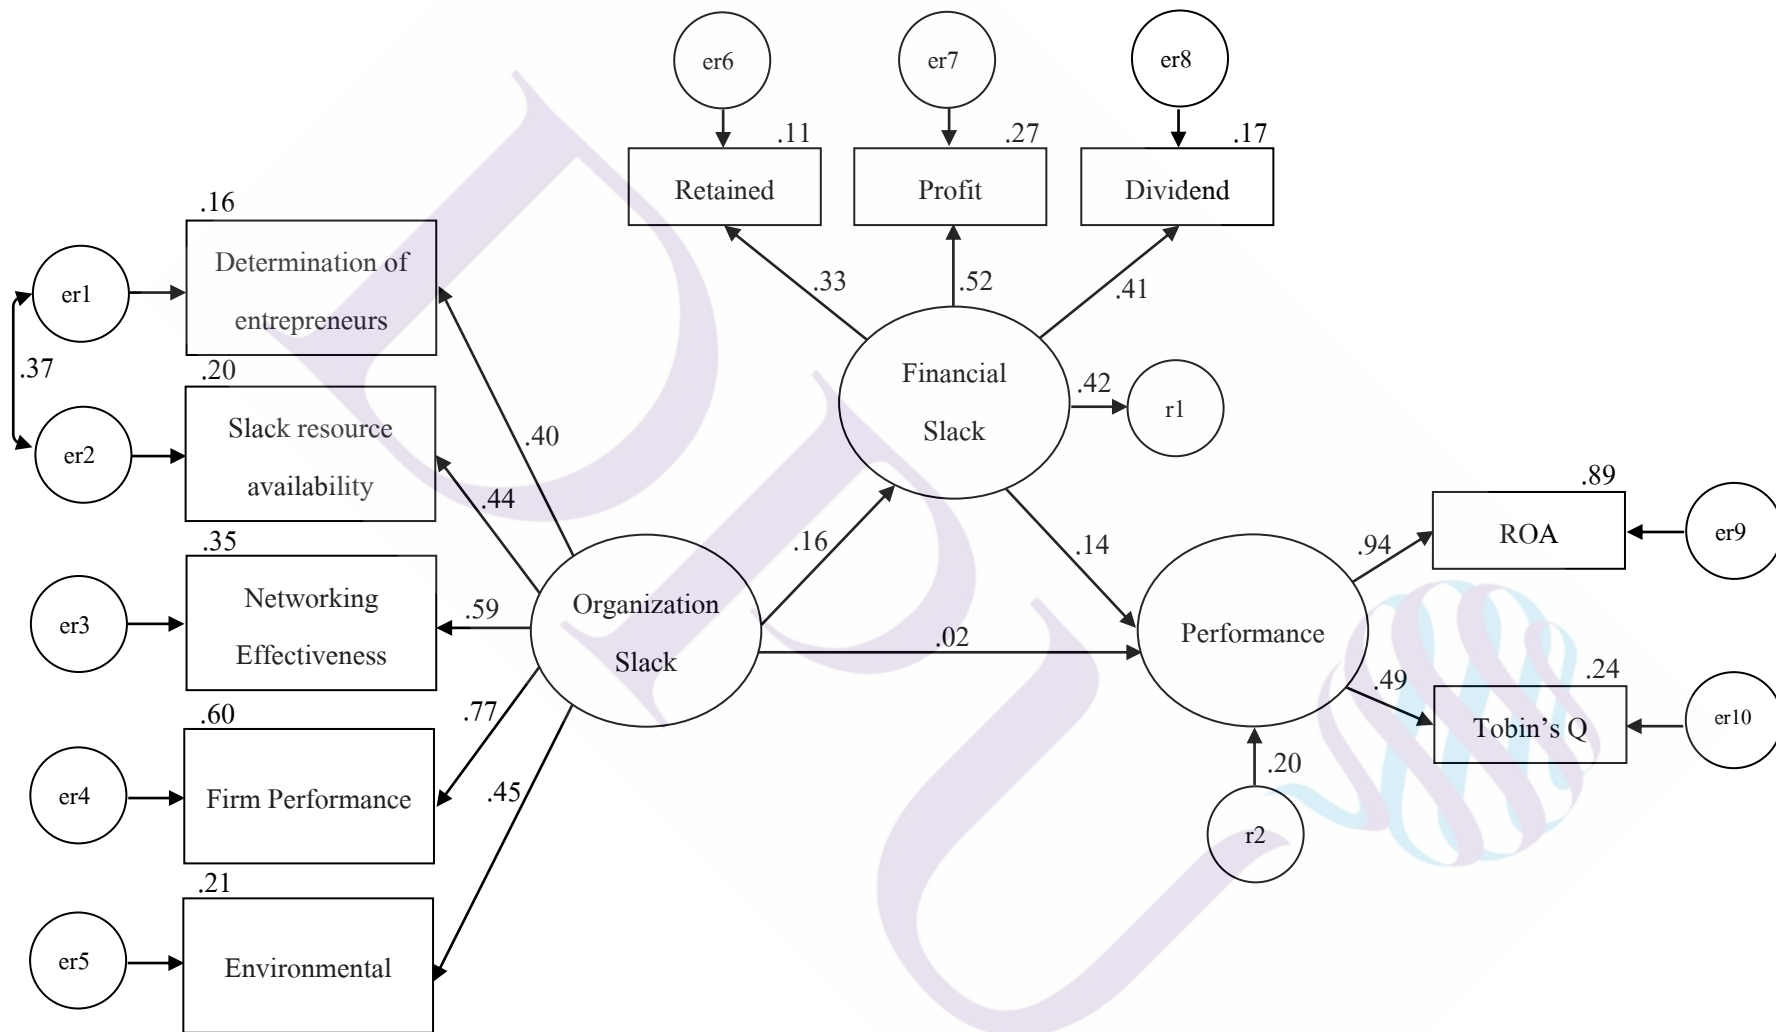 er6
er7
er8
.11
.27
.17
Retained
Profit
Dividend
.33
.52
.41
.16
Determination of
entrepreneurs
er1
.37
.20
Slack resource
availability
er2
.40
.44
Financial
Slack
.42
r1
.35
Networking
Effectiveness
er3
.59
Organization
Slack
.16
.14
.02
Performance
.94
.89
ROA
er9
.49
.24
Tobin’s Q
er10
.20
r2
.60
Firm Performance
er4
.77
.45
.21
Environmental
er5
DPU